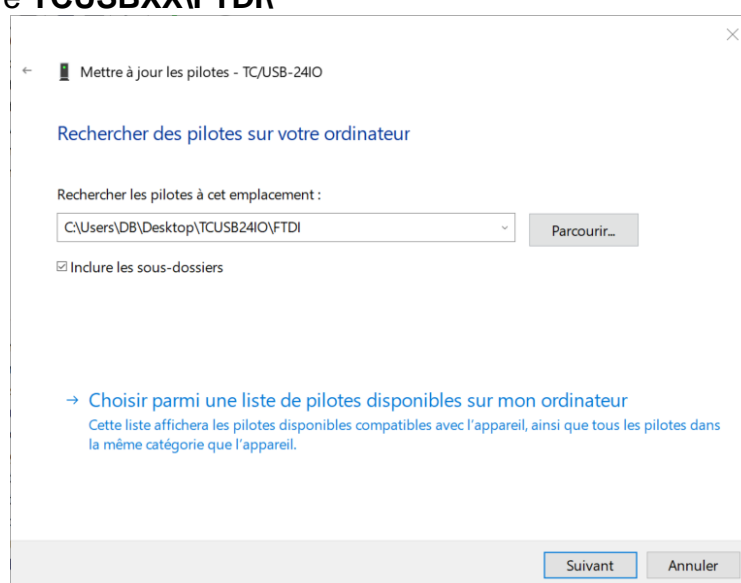 e TCUSBXX\FTDI\
Mettre à jour les pilotes - TC/USB-24IO
Rechercher des pilotes sur votre ordinateur
Rechercher les pilotes à cet emplacement :
C:\Users\DB\Desktop\TCUSB24IO\FTDI
Parcourir...
Inclure les sous-dossiers
Choisir parmi une liste de pilotes disponibles sur mon ordinateur
Cette liste affichera les pilotes disponibles compatibles avec l'appareil, ainsi que tous les pilotes dans
la même catégorie que l'appareil.
Suivant
Annuler